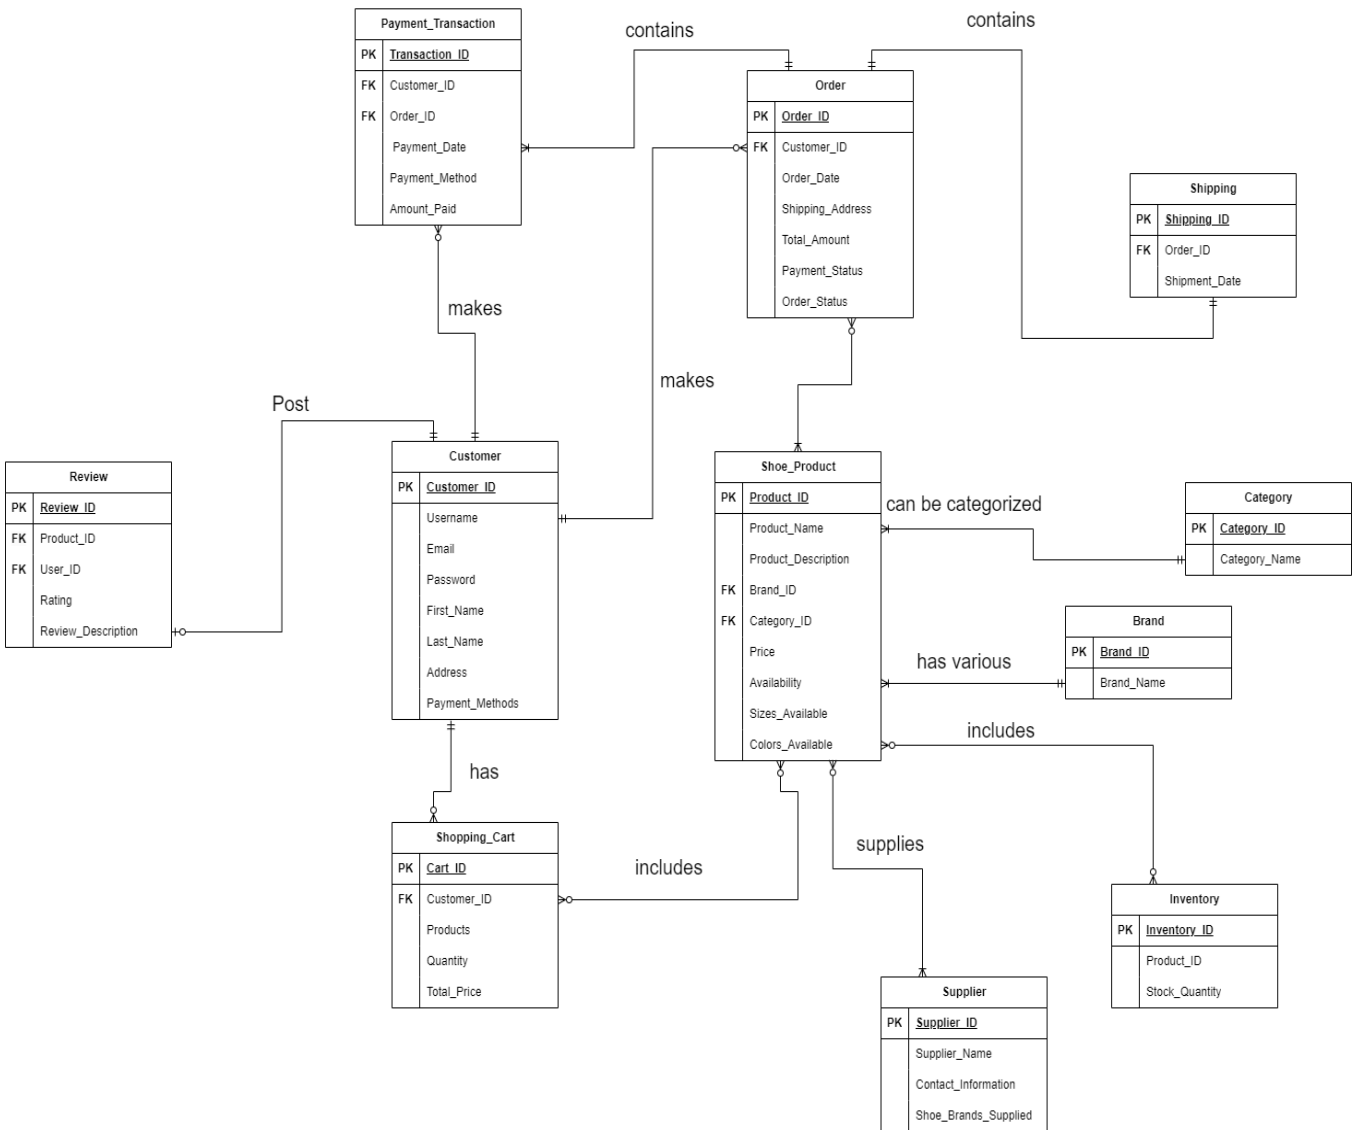 Payment_Transaction
PK Transaction_ID
FK Customer_ID
FK Order_ID
Payment_Date
Payment_Method
Amount_Paid
contains
contains
Order
PK Order_ID
FK Customer_ID
Order_Date
Shipping_Address
Total_Amount
Payment_Status
Order_Status
Shipping
PK Shipping_ID
FK Order_ID
Shipment_Date
makes
makes
Post
Review
PK Review_ID
FK Product_ID
FK User_ID
Rating
Review_Description
Customer
PK Customer_ID
Username
Email
Password
First_Name
Last_Name
Address
Payment_Methods
Shoe_Product
PK Product_ID
Product_Name
Product_Description
FK Brand_ID
FK Category_ID
Price
Availability
Sizes_Available
Colors_Available
can be categorized
Category
PK Category_ID
Category_Name
has various
Brand
PK Brand_ID
Brand_Name
includes
has
Shopping_Cart
PK Cart_ID
FK Customer_ID
Products
Quantity
Total_Price
includes
supplies
Inventory
PK Inventory_ID
Product_ID
Stock_Quantity
Supplier
PK Supplier_ID
Supplier_Name
Contact_Information
Shoe_Brands_Supplied